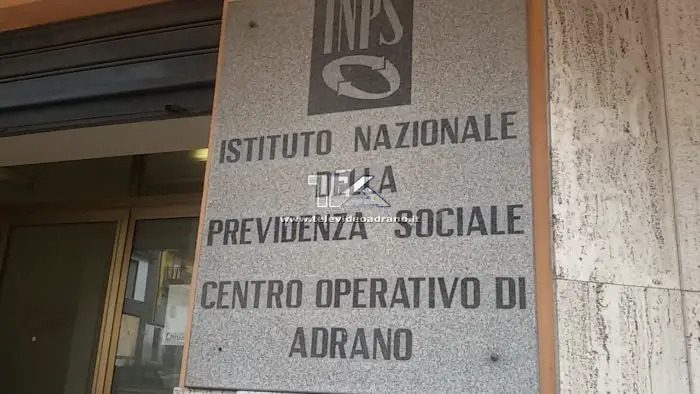 INPS
ISTITUTO NAZIONALE
DELLA
www.televideoadrano.it
PREVIDENZA SOCIALE
CENTRO OPERATIVO DI
ADRANO